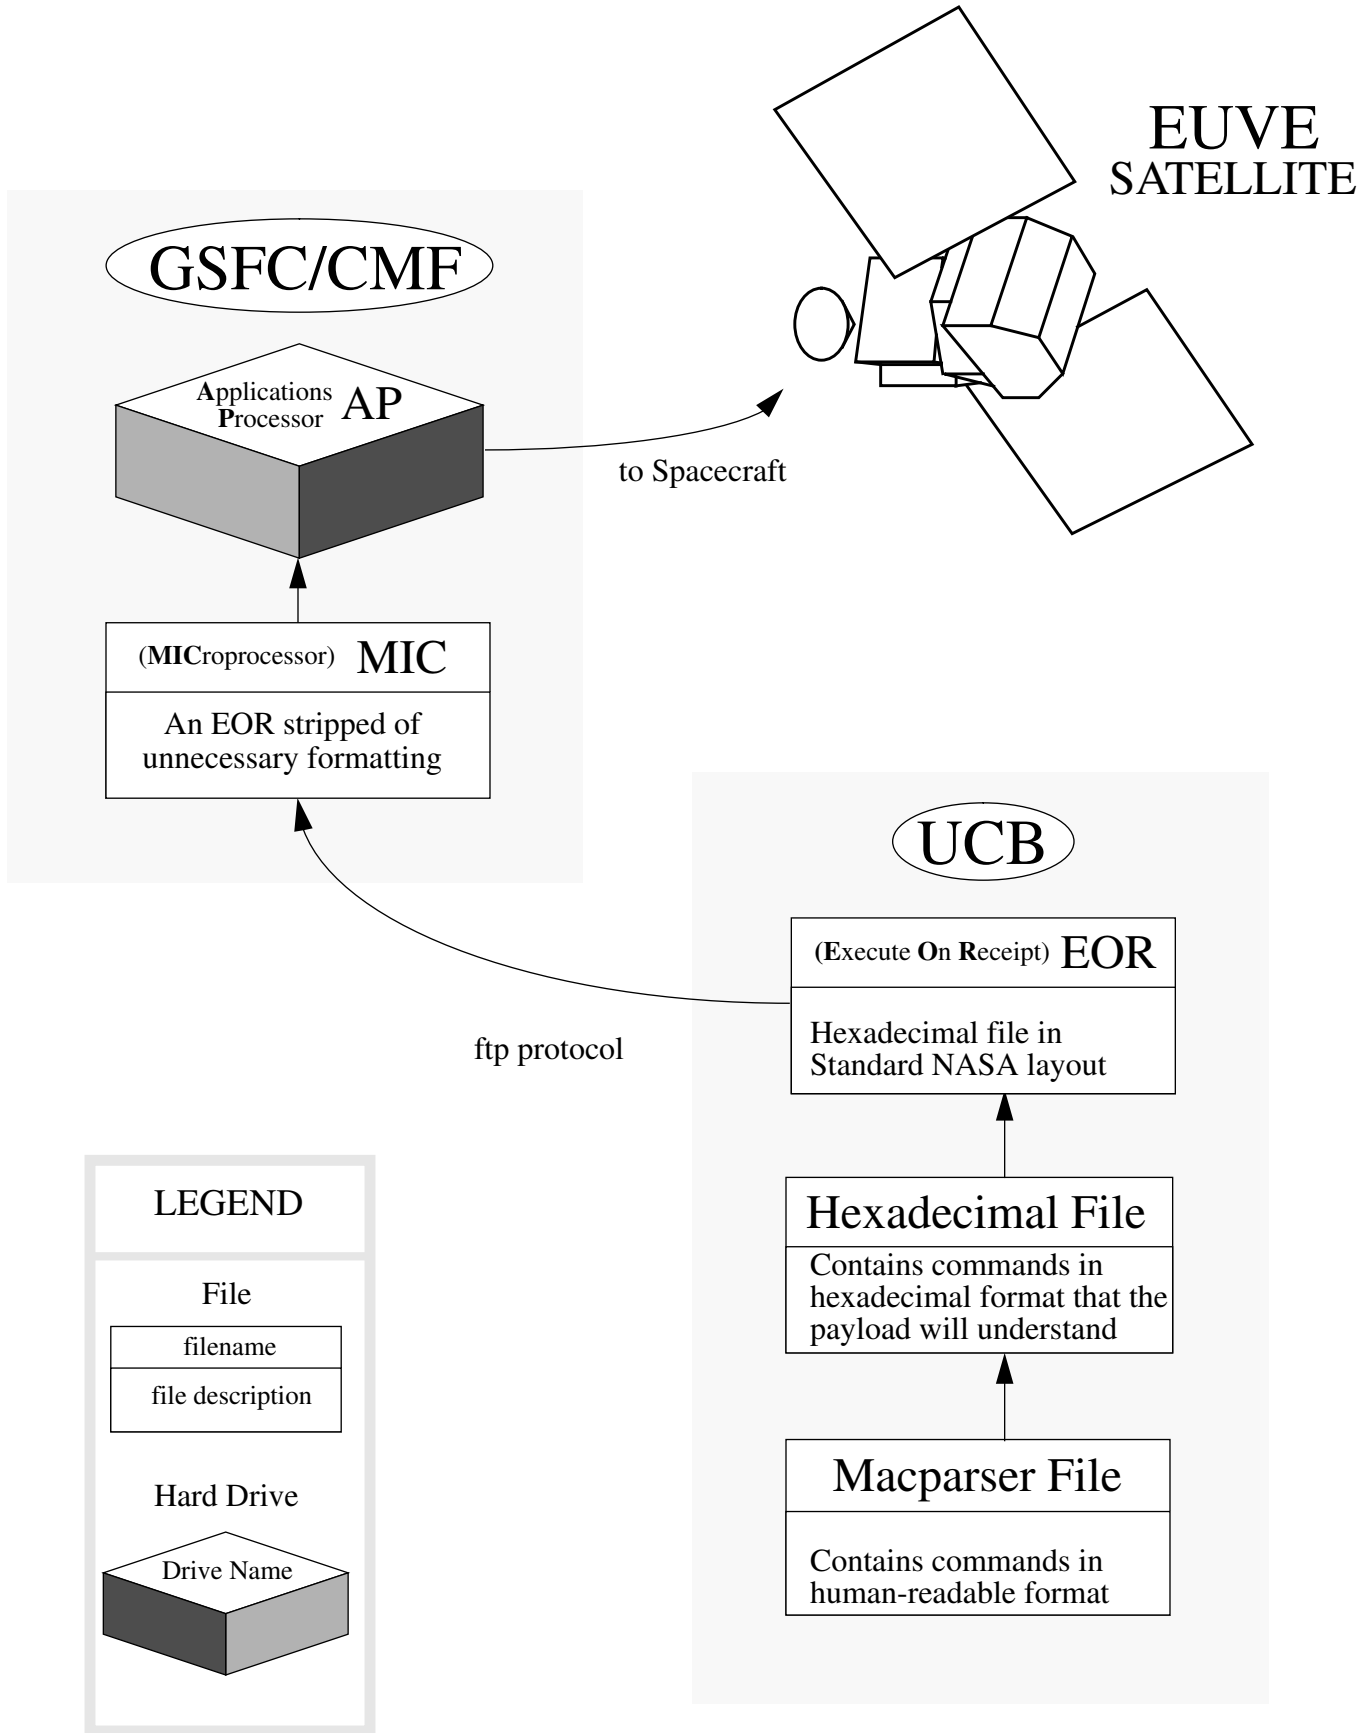 EUVE
SATELLITE
GSFC/CMF
Applications
Processor AP
to Spacecraft
(MICroprocessor) MIC
An EOR stripped of
unnecessary formatting
UCB
(Execute On Receipt) EOR
Hexadecimal file in
Standard NASA layout
ftp protocol
Hexadecimal File
Contains commands in
hexadecimal format that the
payload will understand
Macparser File
Contains commands in
human-readable format
LEGEND
File
filename
file description
Hard Drive
Drive Name